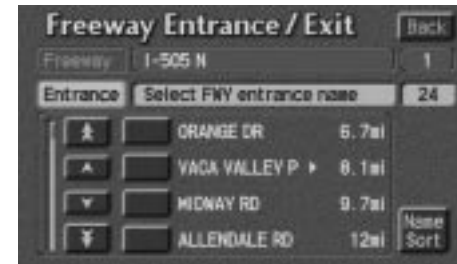 Freeway Entrance / Exit Back
Freeway I-505 N 1
Entrance Select FWY entrance name 24
ORANGE DR 6.7mi
VACA VALLEY P ▸ 8.1mi
MIDWAY RD 9.7mi
ALLENDALE RD 12mi
Name Sort